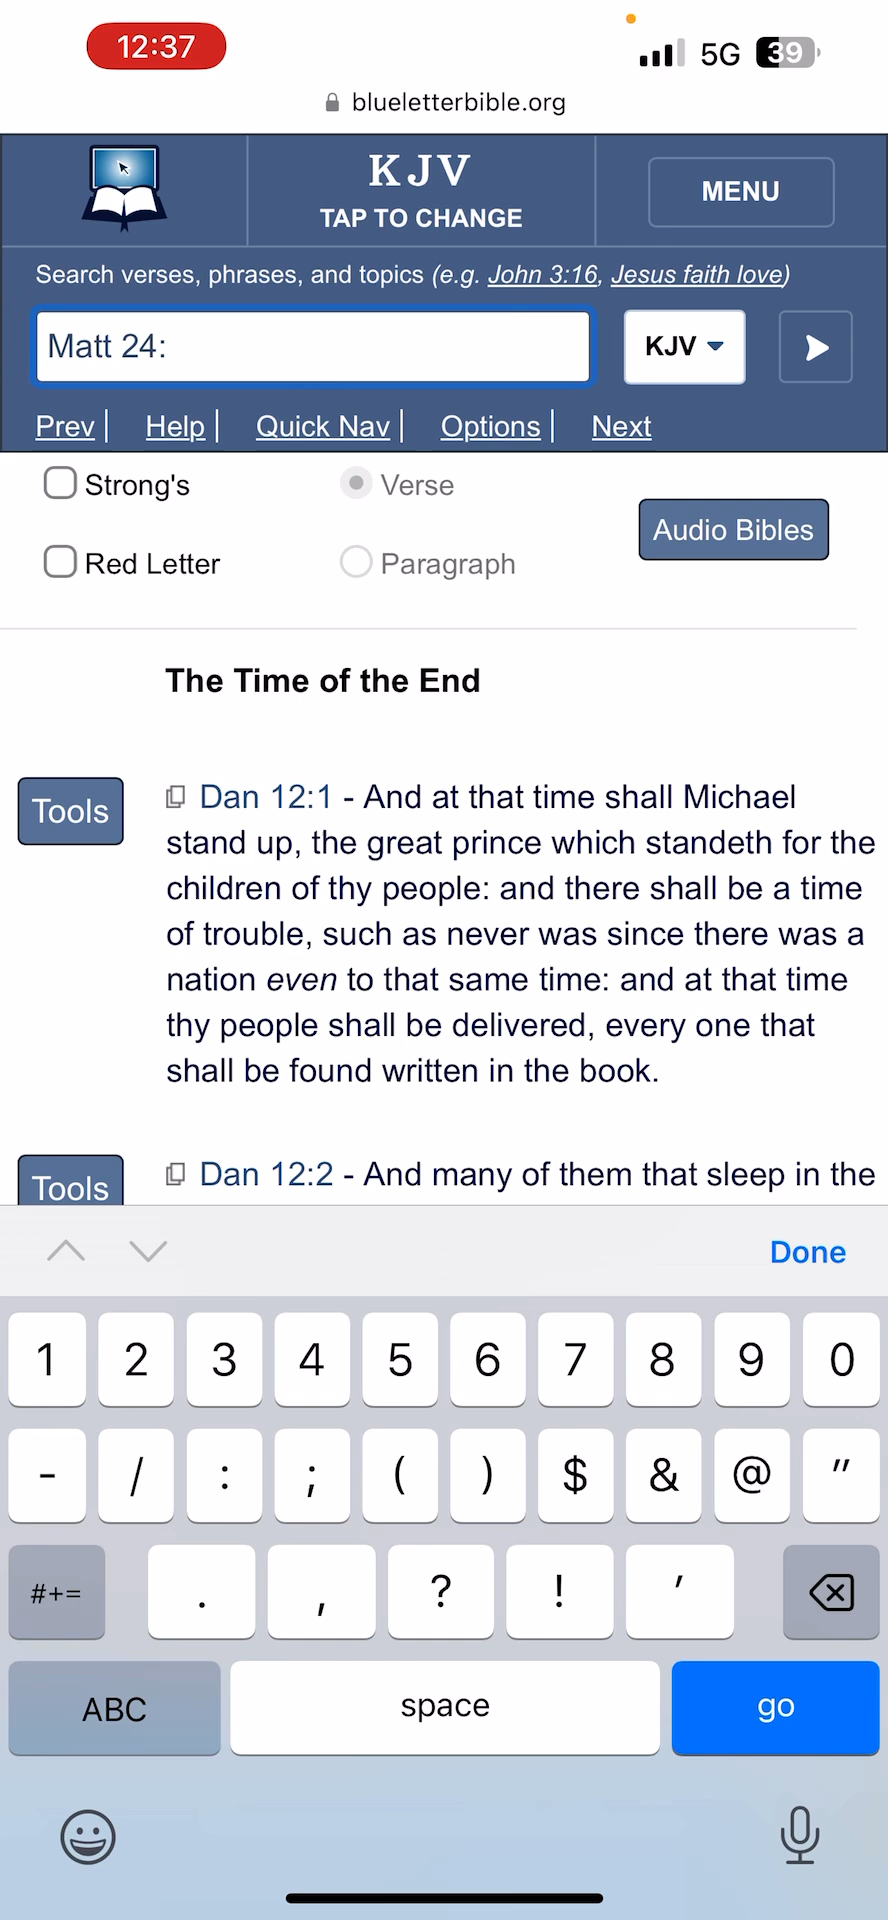 12:37 5G 39
blueletterbible.org
KJV
TAP TO CHANGE
MENU
Search verses, phrases, and topics (e.g. John 3:16, Jesus faith love)
Matt 24:
KJV
Prev| Help| Quick Nav| Options| Next
Strong's Verse
Audio Bibles
Red Letter Paragraph
The Time of the End
Tools
Dan 12:1 - And at that time shall Michael
stand up, the great prince which standeth for the
children of thy people: and there shall be a time
of trouble, such as never was since there was a
nation even to that same time: and at that time
thy people shall be delivered, every one that
shall be found written in the book.
Tools
Dan 12:2 - And many of them that sleep in the
Done
1 2 3 4 5 6 7 8 9 0
- / : ; ( ) $ & @ "
#+= . , ? ! '
ABC space go